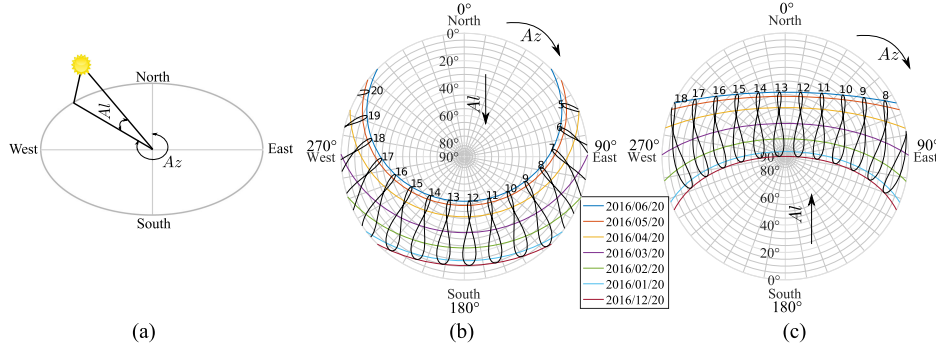 North
Al
West
East
Az
South
(a)
0°
North
Az
0°
20°
40°
60°
80°
90°
Al
20
19
18
17
16
15
14
13
12
11
10
9
8
7
6
5
270°
West
90°
East
South
180°
(b)
2016/06/20
2016/05/20
2016/04/20
2016/03/20
2016/02/20
2016/01/20
2016/12/20
0°
North
Az
18
17
16
15
14
13
12
11
10
9
8
270°
West
90°
East
90°
80°
60°
40°
20°
0°
Al
South
180°
(c)